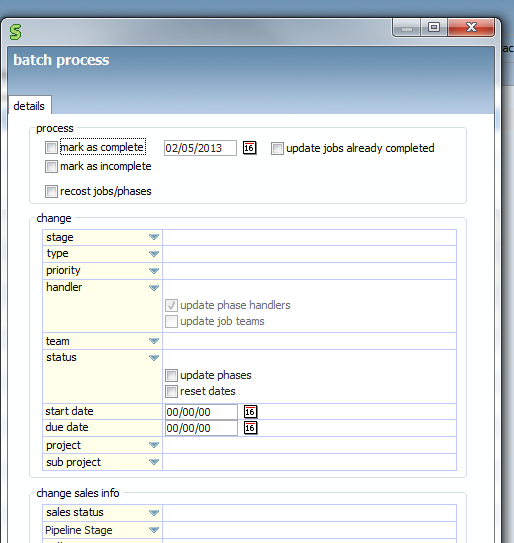 S
ac
batch process
details
process
mark as complete 02/05/2013 16 update jobs already completed
mark as incomplete
recost jobs/phases
change
stage
type
priority
handler
update phase handlers
update job teams
team
status
update phases
reset dates
start date 00/00/00 16
due date 00/00/00 16
project
sub project
change sales info
sales status
Pipeline Stage